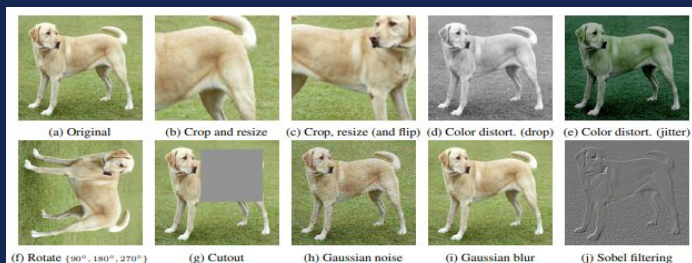 (a) Original (b) Crop and resize (c) Crop, resize (and flip) (d) Color distort. (drop) (e) Color distort. (jitter)
(f) Rotate {90°, 180°, 270°} (g) Cutout (h) Gaussian noise (i) Gaussian blur (j) Sobel filtering